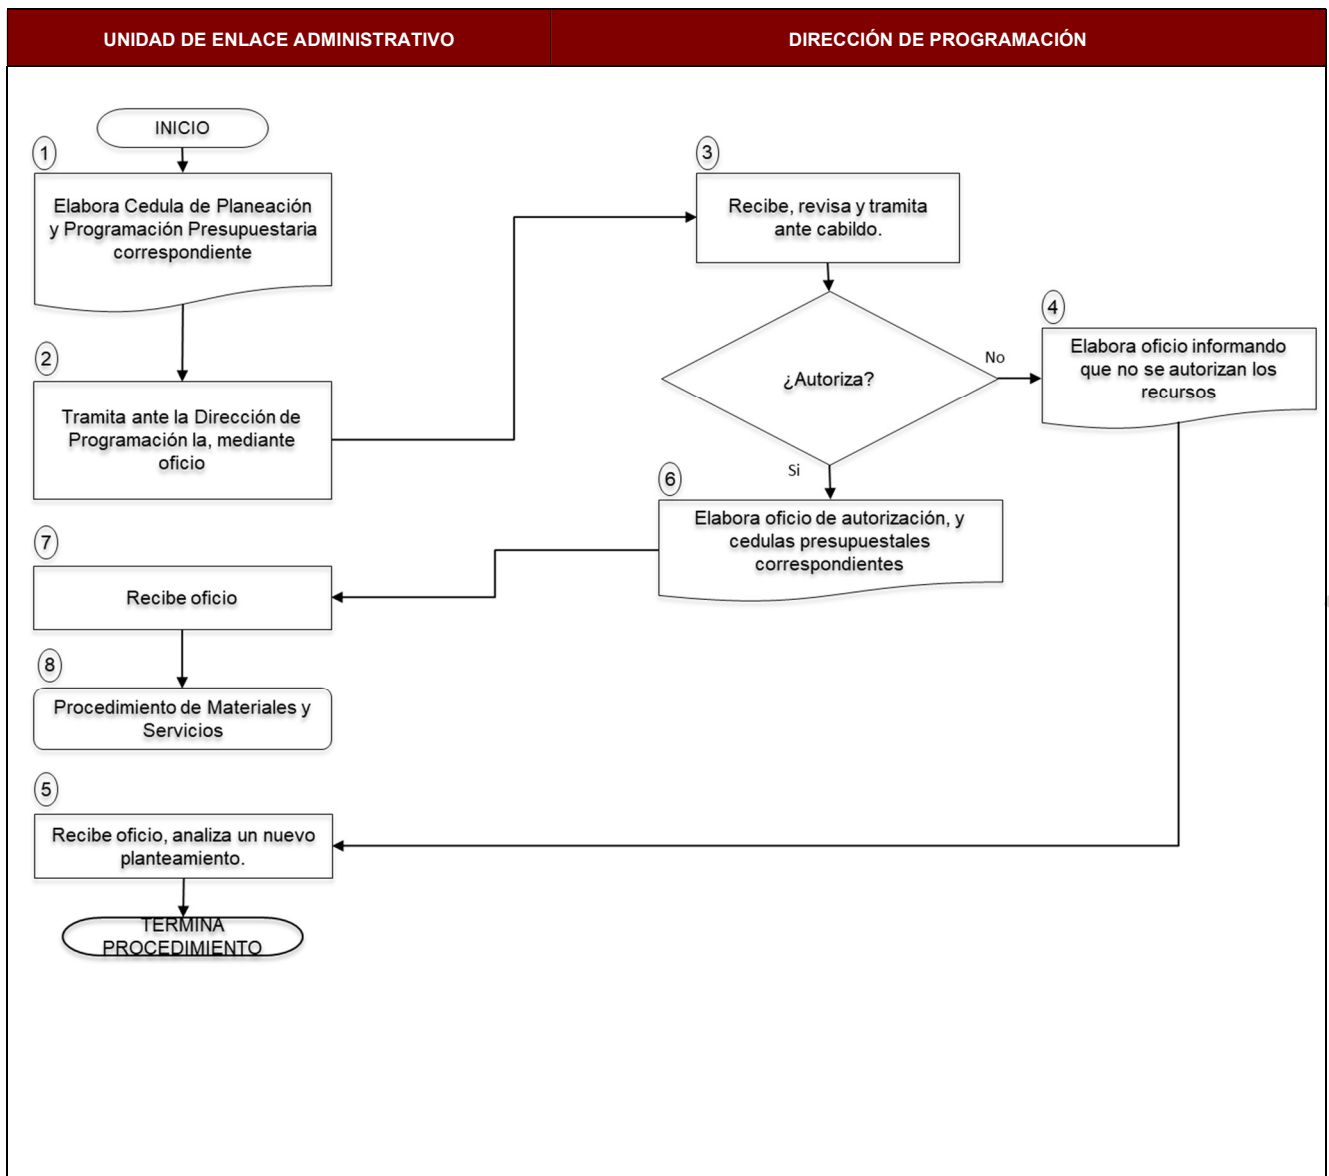 UNIDAD DE ENLACE ADMINISTRATIVO
DIRECCIÓN DE PROGRAMACIÓN
INICIO
1
Elabora Cedula de Planeación
y Programación Presupuestaria
correspondiente
2
Tramita ante la Dirección de
Programación la, mediante
oficio
3
Recibe, revisa y tramita
ante cabildo.
¿Autoriza?
No
4
Elabora oficio informando
que no se autorizan los
recursos
Si
6
Elabora oficio de autorización, y
cedulas presupuestales
correspondientes
7
Recibe oficio
8
Procedimiento de Materiales y
Servicios
5
Recibe oficio, analiza un nuevo
planteamiento.
TERMINA
PROCEDIMIENTO